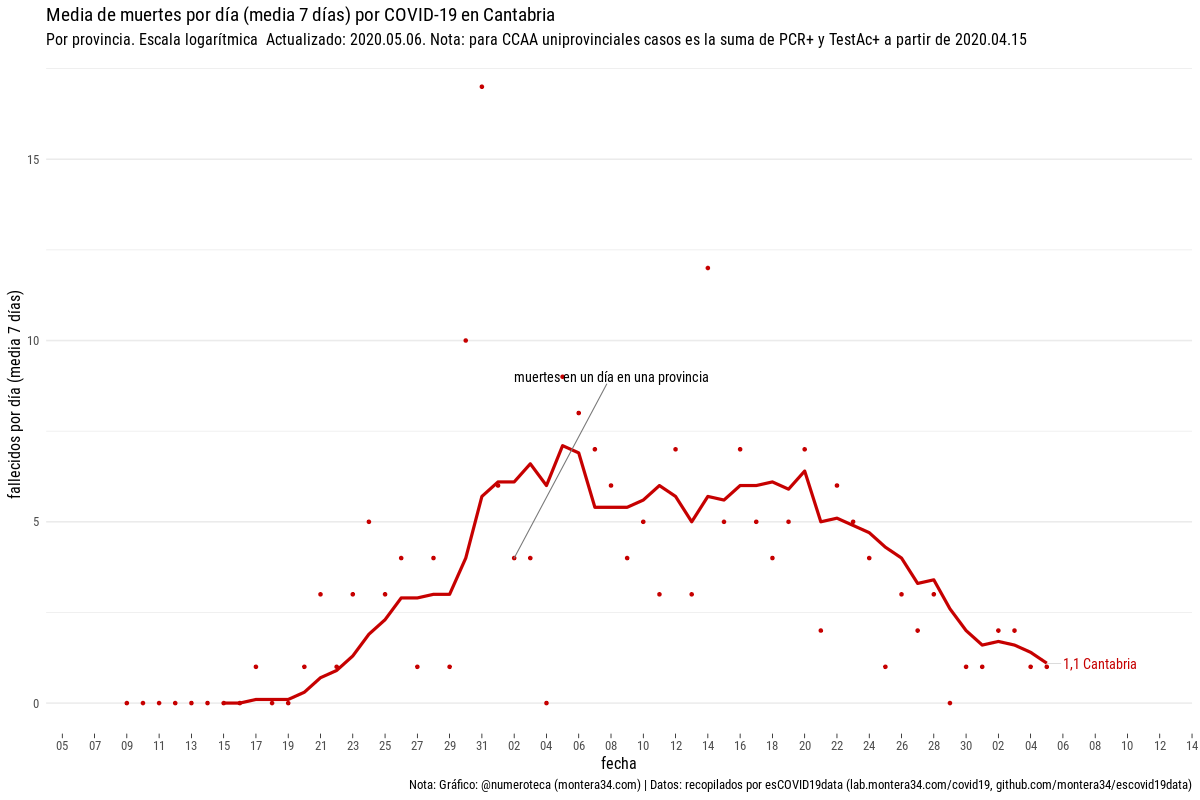 Media de muertes por día (media 7 días) por COVID-19 en Cantabria
Por provincia. Escala logarítmica  Actualizado: 2020.05.06. Nota: para CCAA uniprovinciales casos es la suma de PCR+ y TestAc+ a partir de 2020.04.15
fallecidos por día (media 7 días)
15
10
5
0
muertes en un día en una provincia
1,1 Cantabria
05 07 09 11 13 15 17 19 21 23 25 27 29 31 02 04 06 08 10 12 14 16 18 20 22 24 26 28 30 02 04 06 08 10 12 14
fecha
Nota: Gráfico: @numeroteca (montera34.com) | Datos: recopilados por esCOVID19data (lab.montera34.com/covid19, github.com/montera34/escovid19data)